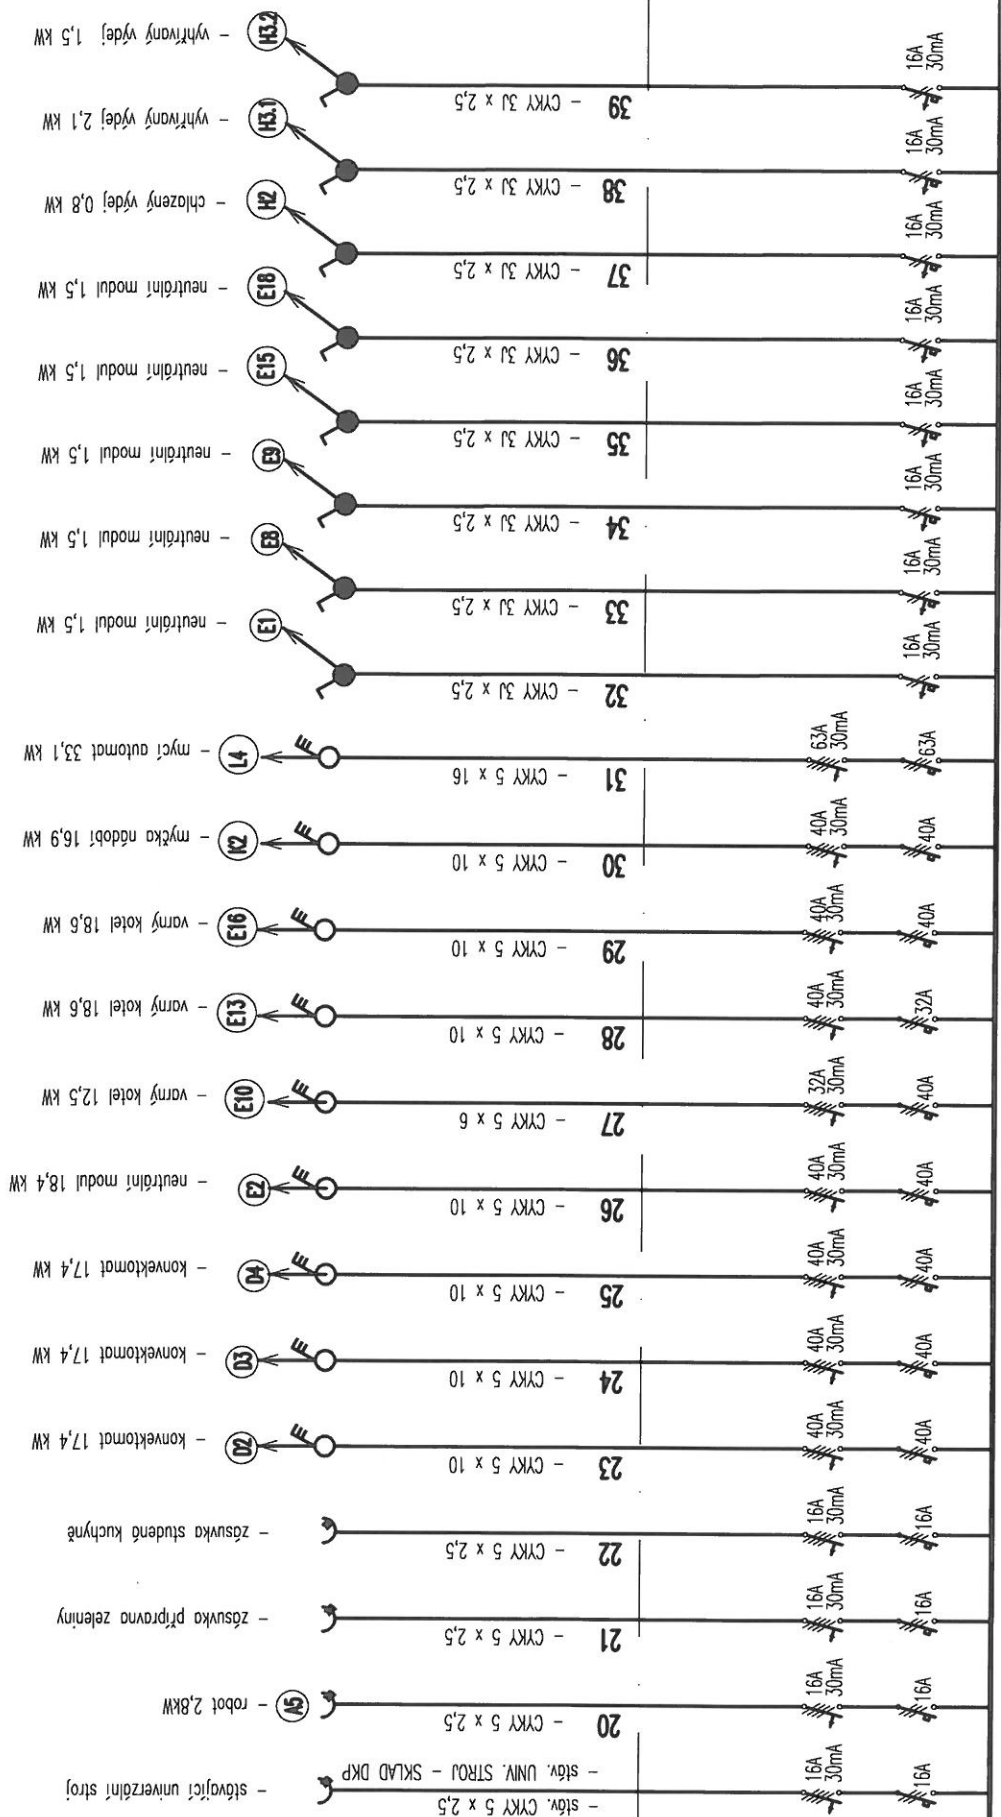 16A
16A
30mA
– stáv. CYKY 5 x 2,5
– stáv. UNIV. STROJ – SKLAD DKP
– stávající univerzální stroj
16A
16A
30mA
20 – CYKY 5 x 2,5
A5 – robot 2,8kW
16A
16A
30mA
21 – CYKY 5 x 2,5
– zásuvka přípravna zeleniny
16A
16A
30mA
22 – CYKY 5 x 2,5
– zásuvka studená kuchyně
40A
40A
30mA
23 – CYKY 5 x 10
D2 – konvektomat 17,4 kW
40A
40A
30mA
24 – CYKY 5 x 10
D3 – konvektomat 17,4 kW
40A
40A
30mA
25 – CYKY 5 x 10
D4 – konvektomat 17,4 kW
40A
40A
30mA
26 – CYKY 5 x 10
E2 – neutrální modul 18,4 kW
40A
32A
30mA
27 – CYKY 5 x 6
E10 – varný kotel 12,5 kW
32A
40A
30mA
28 – CYKY 5 x 10
E13 – varný kotel 18,6 kW
40A
40A
30mA
29 – CYKY 5 x 10
E16 – varný kotel 18,6 kW
40A
40A
30mA
30 – CYKY 5 x 10
K2 – myčka nádobí 16,9 kW
63A
63A
30mA
31 – CYKY 5 x 16
L4 – mycí automat 33,1 kW
16A
30mA
32 – CYKY 3J x 2,5
E1 – neutrální modul 1,5 kW
16A
30mA
33 – CYKY 3J x 2,5
E8 – neutrální modul 1,5 kW
16A
30mA
34 – CYKY 3J x 2,5
E9 – neutrální modul 1,5 kW
16A
30mA
35 – CYKY 3J x 2,5
E15 – neutrální modul 1,5 kW
16A
30mA
36 – CYKY 3J x 2,5
E18 – neutrální modul 1,5 kW
16A
30mA
37 – CYKY 3J x 2,5
H2 – chlazený výdej 0,8 kW
16A
30mA
38 – CYKY 3J x 2,5
H3.1 – vyhřívaný výdej 2,1 kW
16A
30mA
39 – CYKY 3J x 2,5
H3.2 – vyhřívaný výdej 1,5 kW